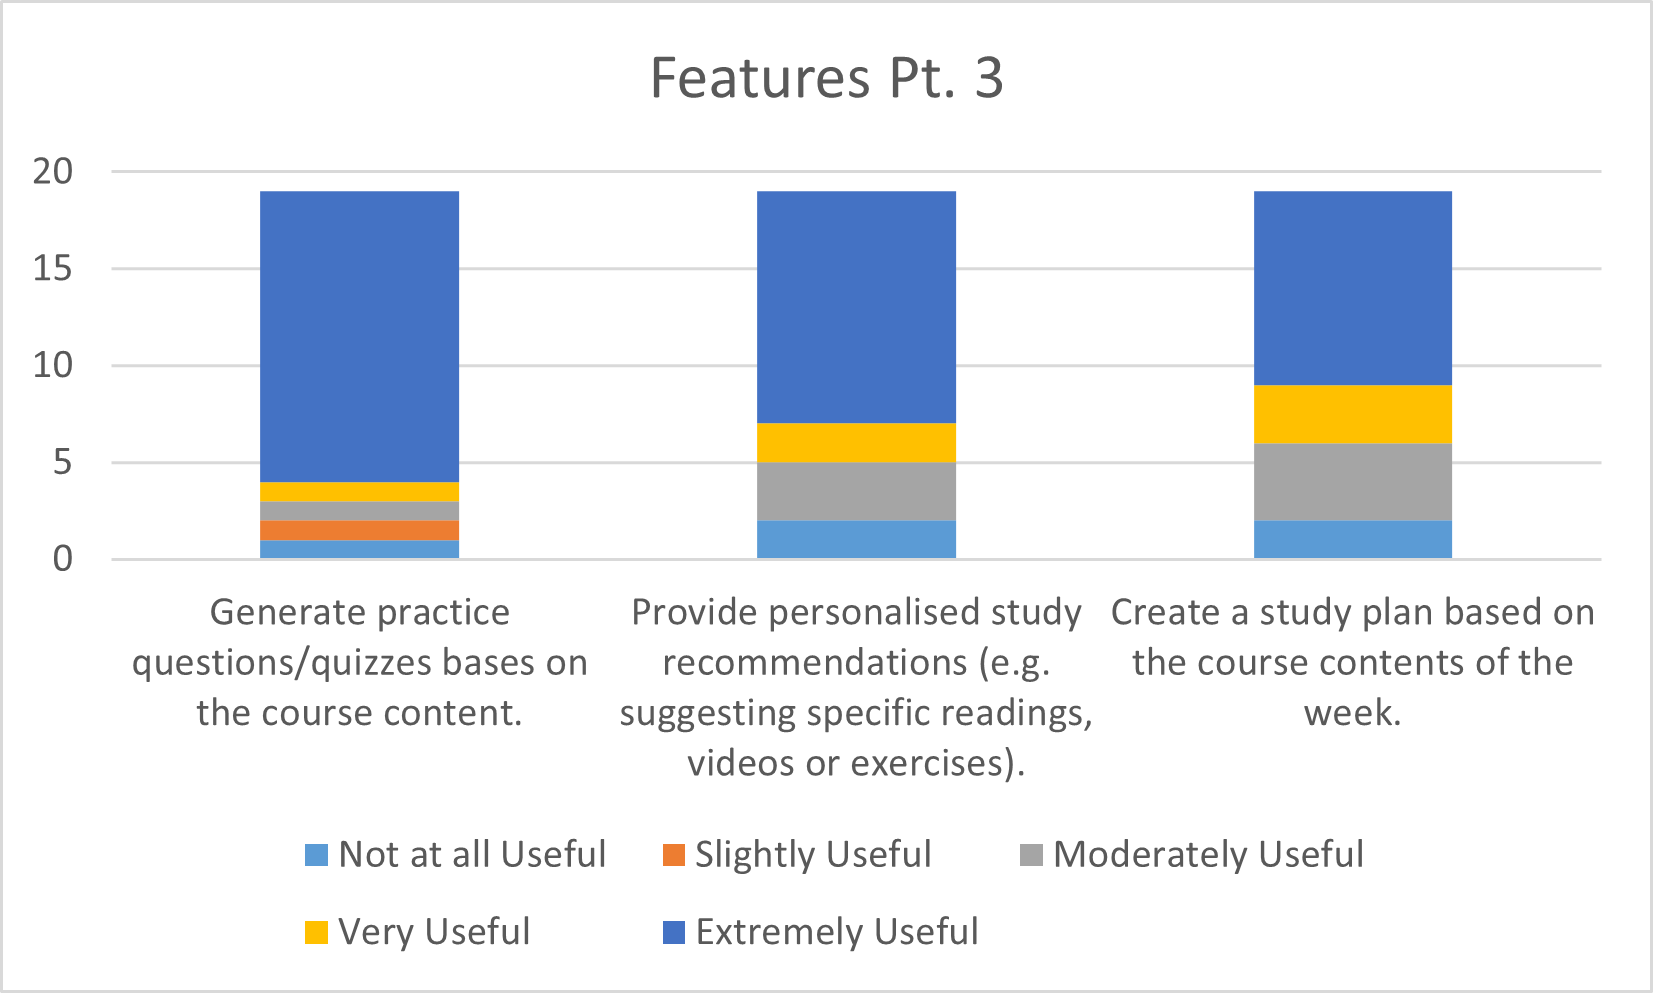 Features Pt. 3
20
15
10
5
0
Generate practice
questions/quizzes bases on
the course content.
Provide personalised study
recommendations (e.g.
suggesting specific readings,
videos or exercises).
Create a study plan based on
the course contents of the
week.
Not at all Useful
Slightly Useful
Moderately Useful
Very Useful
Extremely Useful